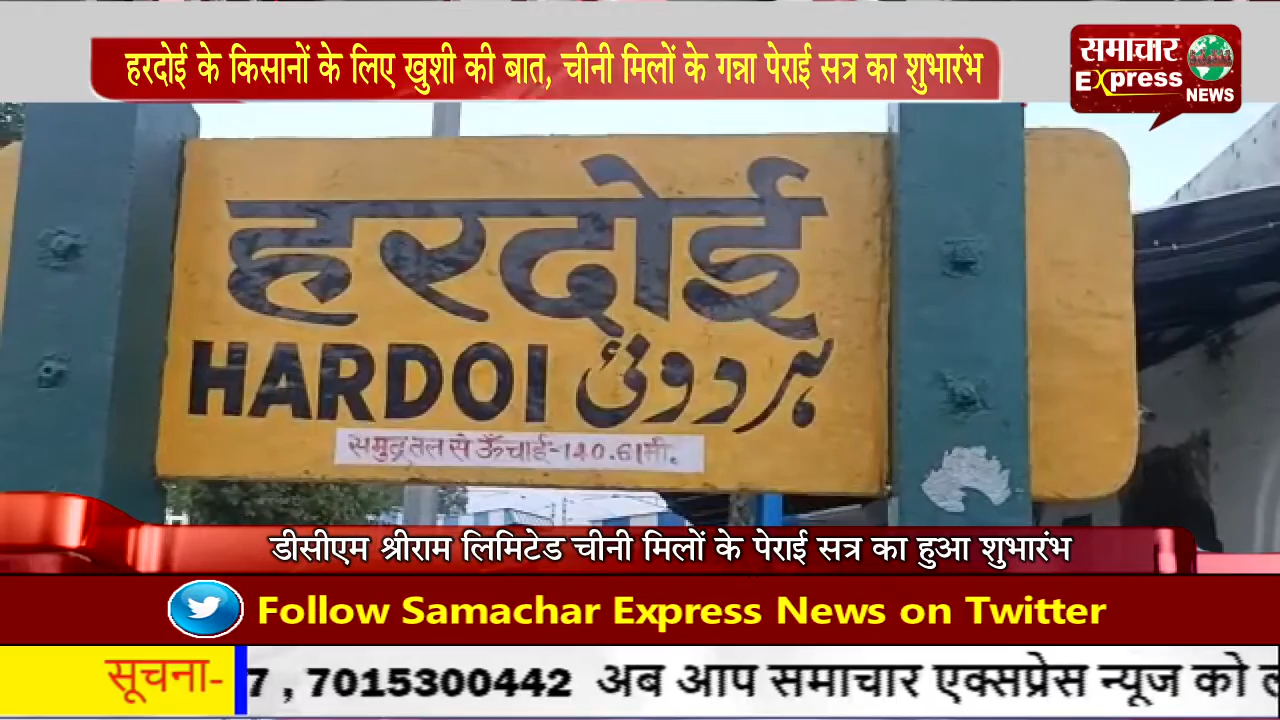 हरदोई के किसानों के लिए खुशी की बात, चीनी मिलों के गन्ना पेराई सत्र का शुभारंभ
समाचार
Express
NEWS
हरदोई
HARDOI ہردوئی
समुद्र तल से ऊँचाई-140.61मी.
डीसीएम श्रीराम लिमिटेड चीनी मिलों के पेराई सत्र का हुआ शुभारंभ
Follow Samachar Express News on Twitter
सूचना- 7 , 7015300442 अब आप समाचार एक्सप्रेस न्यूज को